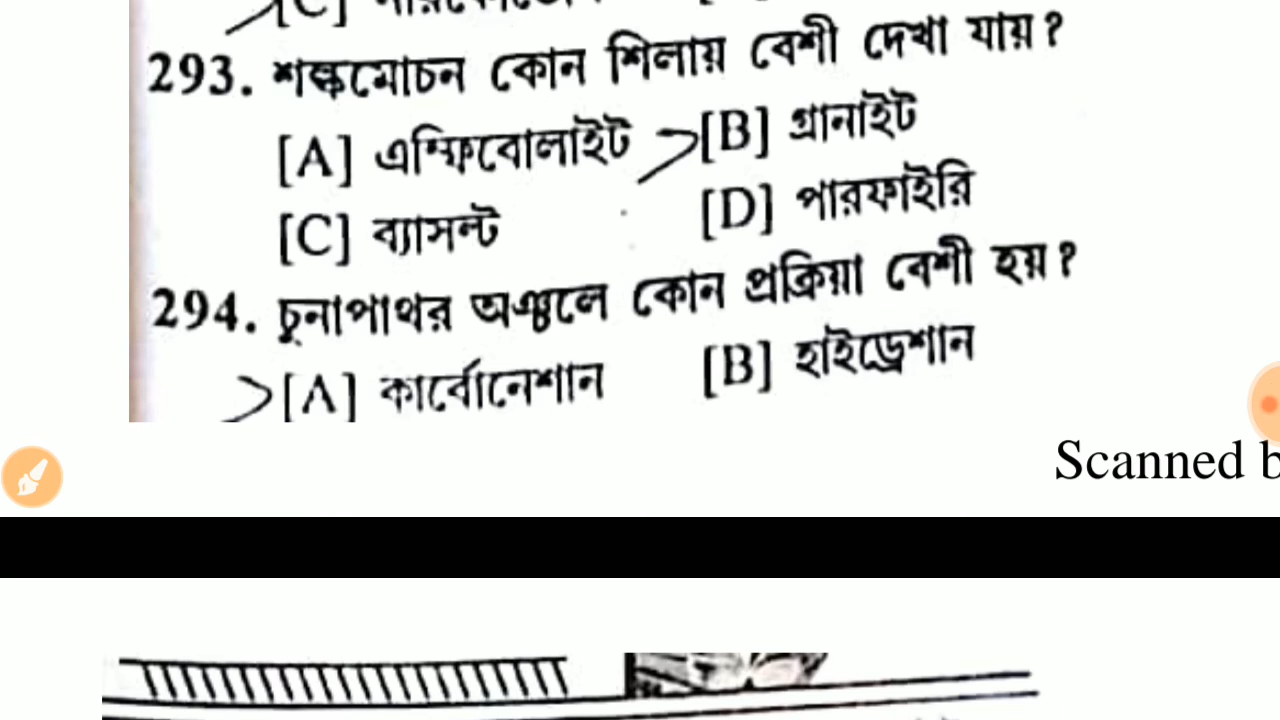 293. শল্কমোচন কোন শিলায় বেশী দেখা যায়?
[A] এম্ফিবোলাইট [B] গ্রানাইট
[C] ব্যাসল্ট [D] পারফাইরি
294. চুনাপাথর অঞ্চলে কোন প্রক্রিয়া বেশী হয়?
[A] কার্বোনেশান [B] হাইড্রেশান
Scanned b